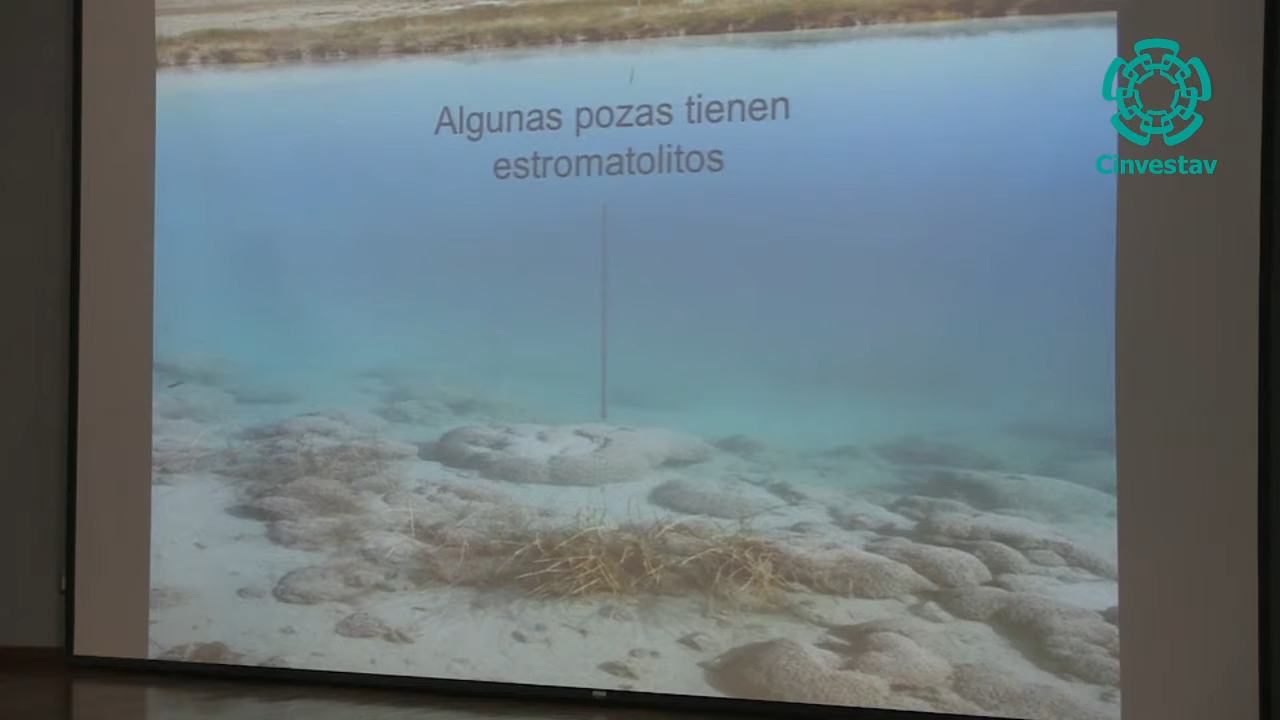 Algunas pozas tienen
estromatolitos
Cinvestav